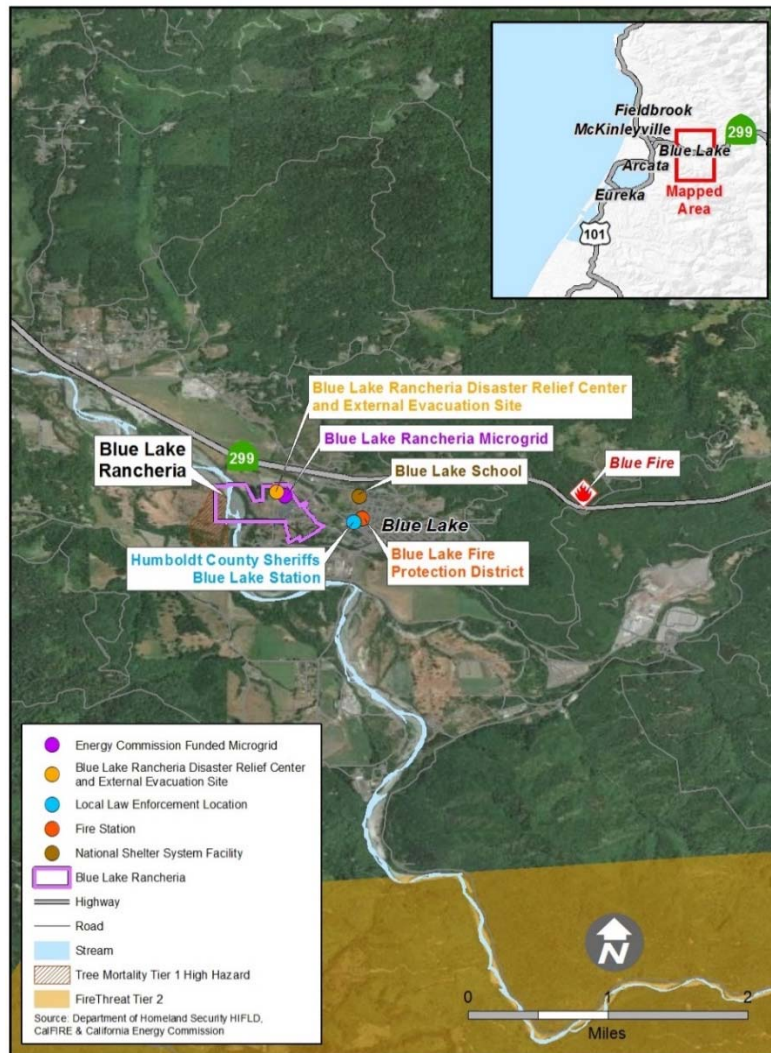 Fieldbrook
McKinleyville
299
Blue Lake
Arcata
Mapped
Area
Eureka
101
Blue Lake Rancheria Disaster Relief Center
and External Evacuation Site
Blue Lake
Rancheria
299
Blue Lake Rancheria Microgrid
Blue Lake School
Blue Fire
Blue Lake
Humboldt County Sheriffs
Blue Lake Station
Blue Lake Fire
Protection District
Energy Commission Funded Microgrid
Blue Lake Rancheria Disaster Relief Center
and External Evacuation Site
Local Law Enforcement Location
Fire Station
National Shelter System Facility
Blue Lake Rancheria
Highway
Road
Stream
Tree Mortality Tier 1 High Hazard
FireThreat Tier 2
Source: Department of Homeland Security HIFLD,
CalFIRE & California Energy Commission
N
0 1 2
Miles